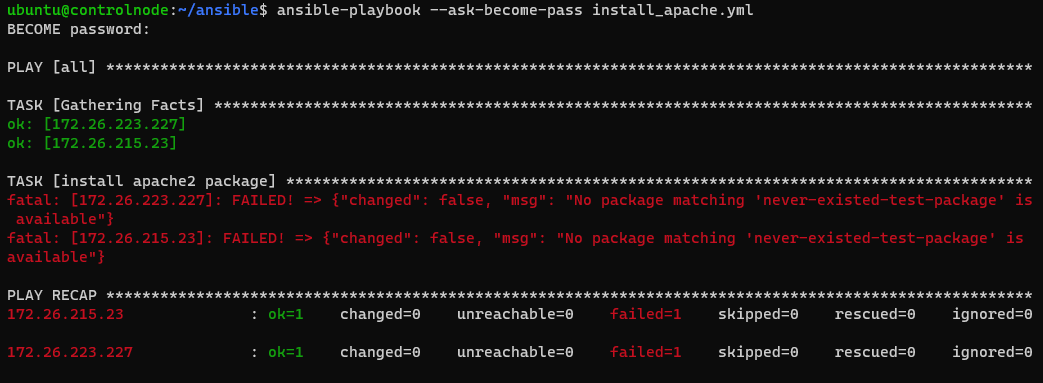 ubuntu@controlnode:~/ansible$ ansible-playbook --ask-become-pass install_apache.yml
BECOME password:
PLAY [all] *******************************************************************************************************
TASK [Gathering Facts] *******************************************************************************************
ok: [172.26.223.227]
ok: [172.26.215.23]
TASK [install apache2 package] ***********************************************************************************
fatal: [172.26.223.227]: FAILED! => {"changed": false, "msg": "No package matching 'never-existed-test-package' is
 available"}
fatal: [172.26.215.23]: FAILED! => {"changed": false, "msg": "No package matching 'never-existed-test-package' is
available"}
PLAY RECAP *******************************************************************************************************
172.26.215.23              : ok=1    changed=0    unreachable=0    failed=1    skipped=0    rescued=0    ignored=0
172.26.223.227             : ok=1    changed=0    unreachable=0    failed=1    skipped=0    rescued=0    ignored=0